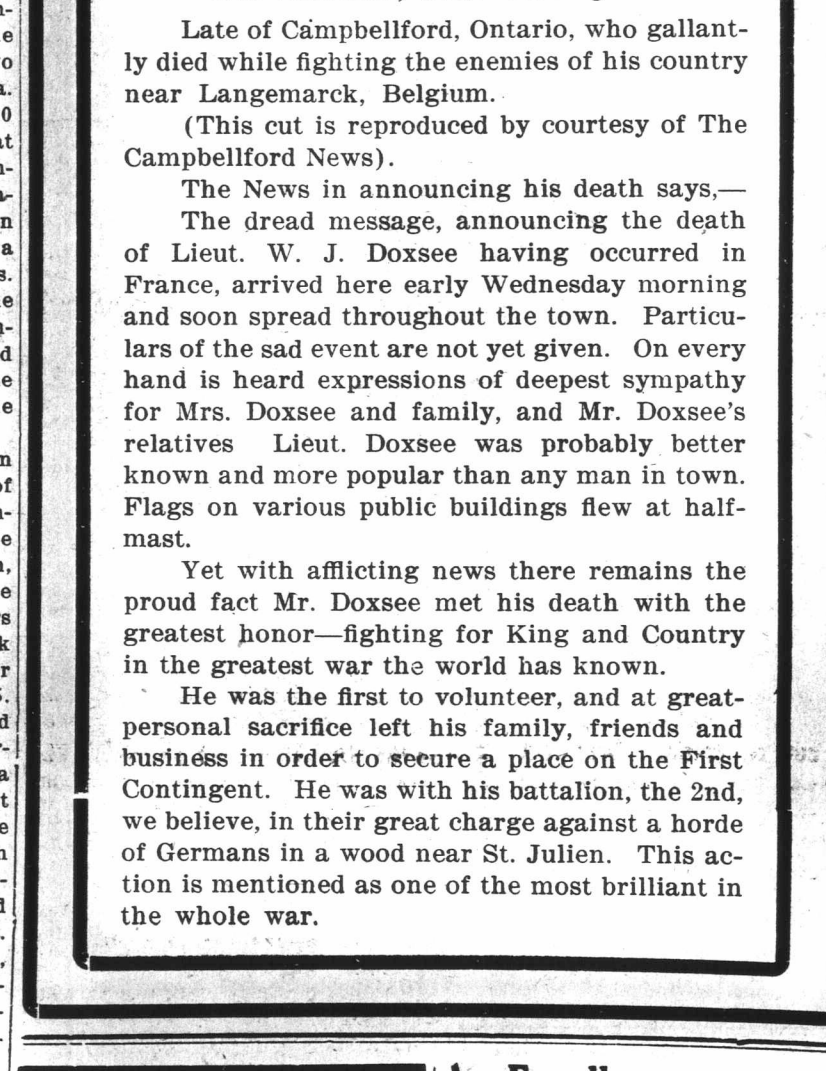 Late of Campbellford, Ontario, who gallant-
ly died while fighting the enemies of his country
near Langemarck, Belgium.
(This cut is reproduced by courtesy of The
Campbellford News).
The News in announcing his death says,—
The dread message, announcing the death
of Lieut. W. J. Doxsee having occurred in
France, arrived here early Wednesday morning
and soon spread throughout the town. Particu-
lars of the sad event are not yet given. On every
hand is heard expressions of deepest sympathy
for Mrs. Doxsee and family, and Mr. Doxsee's
relatives Lieut. Doxsee was probably better
known and more popular than any man in town.
Flags on various public buildings flew at half-
mast.
Yet with afflicting news there remains the
proud fact Mr. Doxsee met his death with the
greatest honor—fighting for King and Country
in the greatest war the world has known.
He was the first to volunteer, and at great-
personal sacrifice left his family, friends and
business in order to secure a place on the First
Contingent. He was with his battalion, the 2nd,
we believe, in their great charge against a horde
of Germans in a wood near St. Julien. This ac-
tion is mentioned as one of the most brilliant in
the whole war.